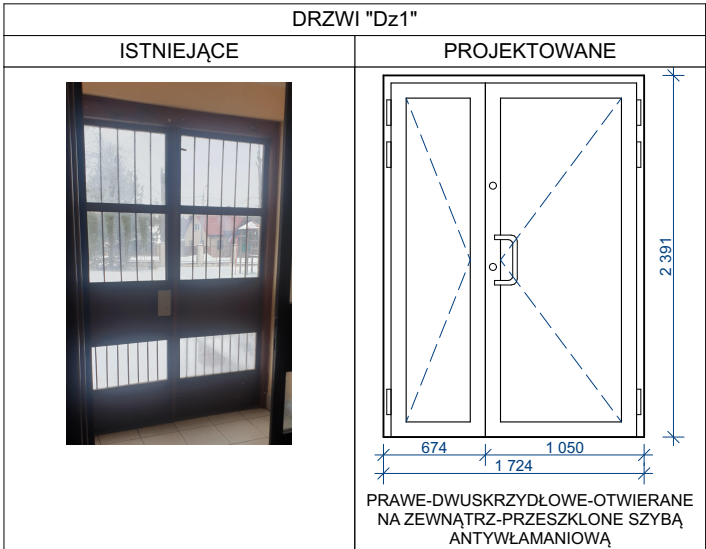 DRZWI "Dz1"
ISTNIEJĄCE
PROJEKTOWANE
2 391
674
1 050
1 724
PRAWE-DWUSKRZYDŁOWE-OTWIERANE
NA ZEWNĄTRZ-PRZESZKLONE SZYBĄ
ANTYWŁAMANIOWĄ